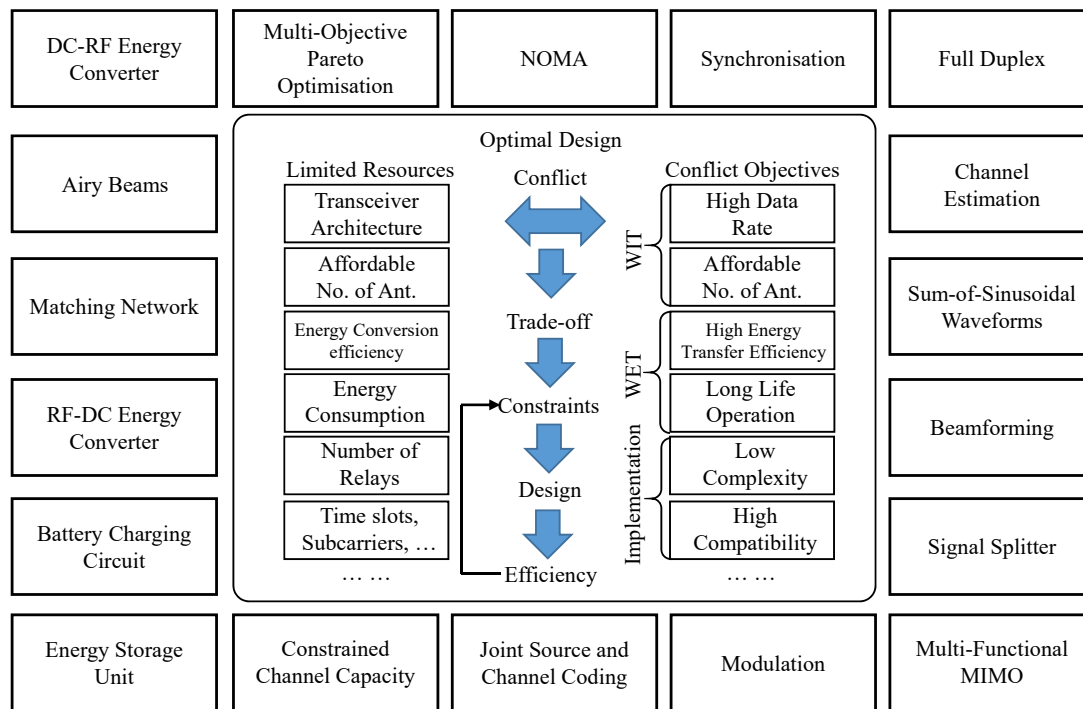 DC-RF Energy
Converter
Multi-Objective
Pareto
Optimisation
NOMA
Synchronisation
Full Duplex
Airy Beams
Matching Network
RF-DC Energy
Converter
Battery Charging
Circuit
Energy Storage
Unit
Optimal Design
Limited Resources
Transceiver
Architecture
Affordable
No. of Ant.
Energy Conversion
efficiency
Energy
Consumption
Number of
Relays
Time slots,
Subcarriers, …
… …
Conflict
Trade-off
Constraints
Design
Efficiency
Conflict Objectives
WIT
High Data
Rate
Affordable
No. of Ant.
WET
High Energy
Transfer Efficiency
Long Life
Operation
Implementation
Low
Complexity
High
Compatibility
… …
Channel
Estimation
Sum-of-Sinusoidal
Waveforms
Beamforming
Signal Splitter
Constrained
Channel Capacity
Joint Source and
Channel Coding
Modulation
Multi-Functional
MIMO